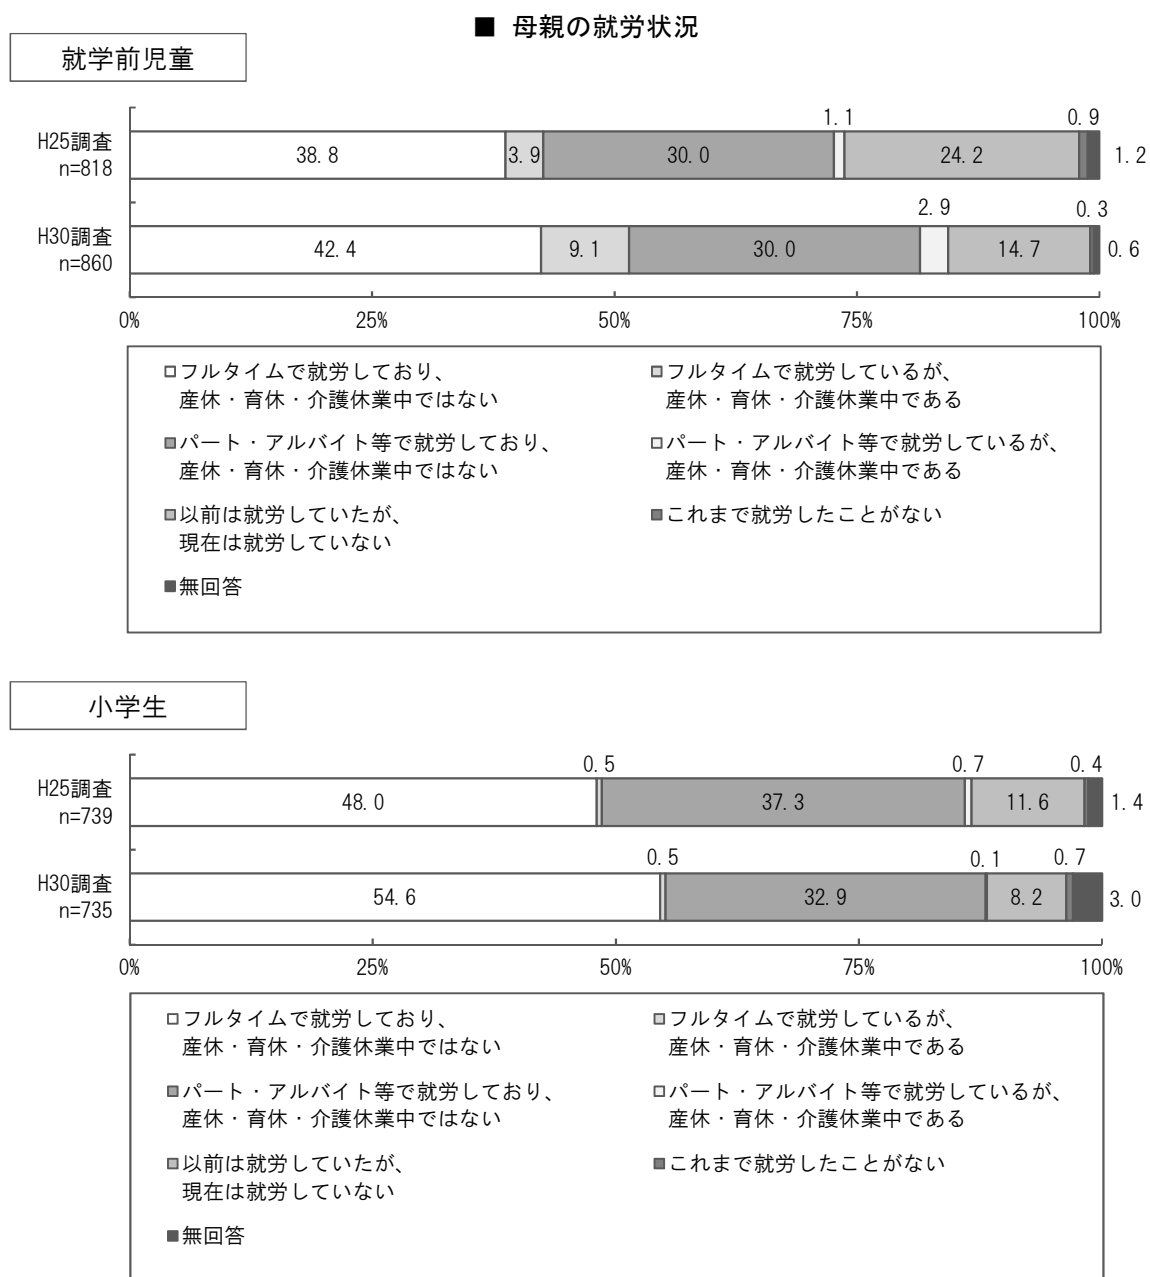 ■ 母親の就労状況
就学前児童
1.1 0.9
H25調査 38.8 3.9 30.0 24.2 1.2
n=818
2.9 0.3
H30調査 42.4 9.1 30.0 14.7 0.6
n=860
0% 25% 50% 75% 100%
フルタイムで就労しており、 フルタイムで就労しているが、
産休・育休・介護休業中ではない 産休・育休・介護休業中である
パート・アルバイト等で就労しており、 パート・アルバイト等で就労しているが、
産休・育休・介護休業中ではない 産休・育休・介護休業中である
以前は就労していたが、 これまで就労したことがない
現在は就労していない
無回答
小学生
0.5 0.7 0.4
H25調査 48.0 37.3 11.6 1.4
n=739
0.5 0.1 0.7
H30調査 54.6 32.9 8.2 3.0
n=735
0% 25% 50% 75% 100%
フルタイムで就労しており、 フルタイムで就労しているが、
産休・育休・介護休業中ではない 産休・育休・介護休業中である
パート・アルバイト等で就労しており、 パート・アルバイト等で就労しているが、
産休・育休・介護休業中ではない 産休・育休・介護休業中である
以前は就労していたが、 これまで就労したことがない
現在は就労していない
無回答